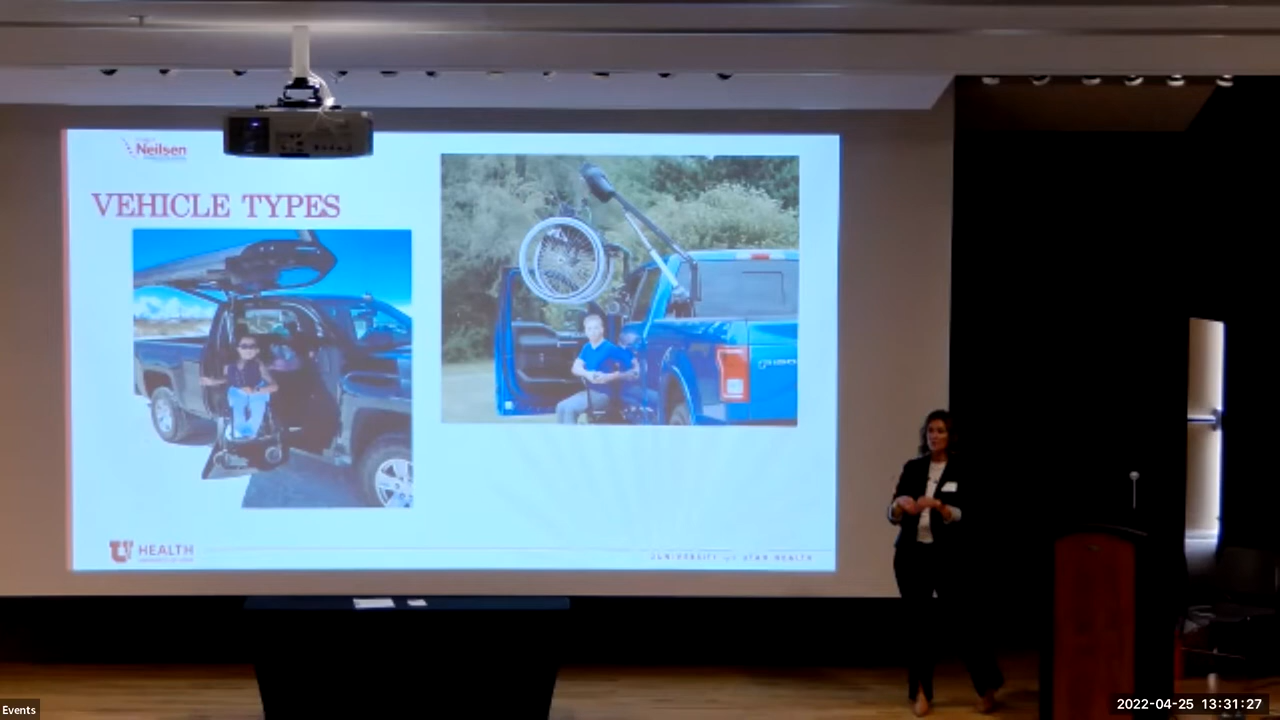 Neilsen
VEHICLE TYPES
U HEALTH
UNIVERSITY OF UTAH HEALTH
Events
2022-04-25 13:31:27